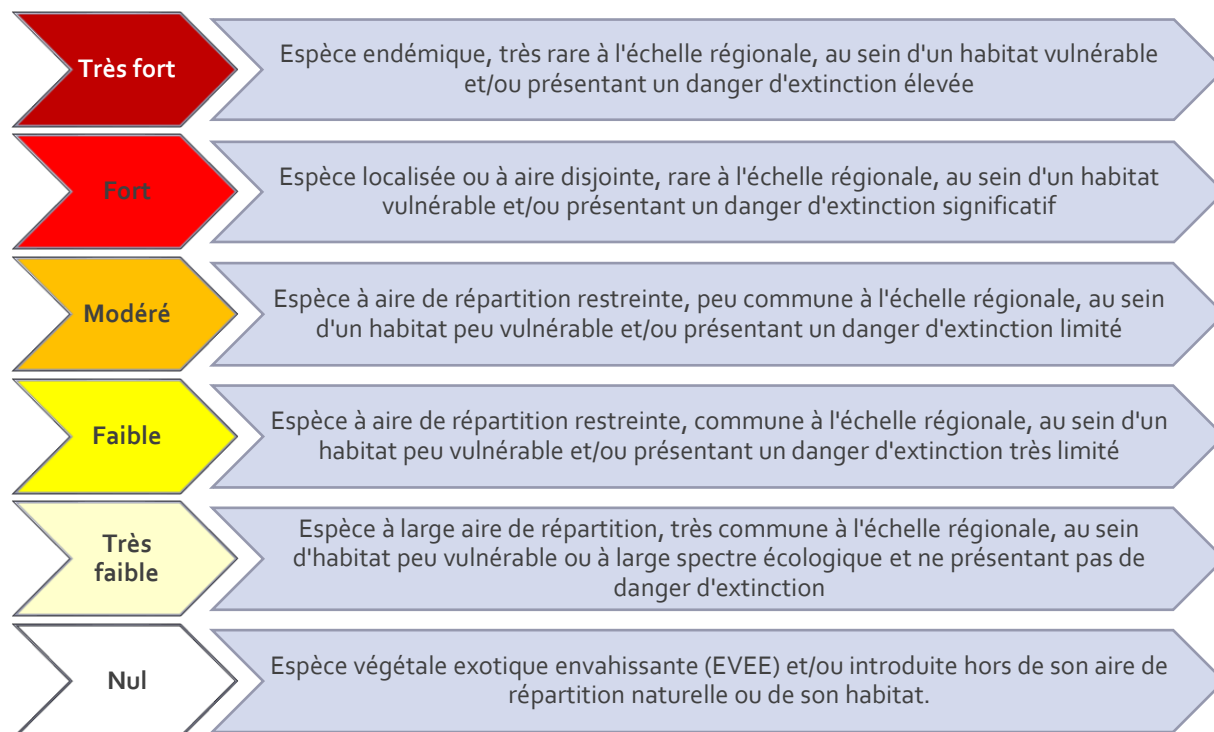 Très fort
Espèce endémique, très rare à l'échelle régionale, au sein d'un habitat vulnérable
et/ou présentant un danger d'extinction élevée
Fort
Espèce localisée ou à aire disjointe, rare à l'échelle régionale, au sein d'un habitat
vulnérable et/ou présentant un danger d'extinction significatif
Modéré
Espèce à aire de répartition restreinte, peu commune à l'échelle régionale, au sein
d'un habitat peu vulnérable et/ou présentant un danger d'extinction limité
Faible
Espèce à aire de répartition restreinte, commune à l'échelle régionale, au sein d'un
habitat peu vulnérable et/ou présentant un danger d'extinction très limité
Très
faible
Espèce à large aire de répartition, très commune à l'échelle régionale, au sein
d'habitat peu vulnérable ou à large spectre écologique et ne présentant pas de
danger d'extinction
Nul
Espèce végétale exotique envahissante (EVEE) et/ou introduite hors de son aire de
répartition naturelle ou de son habitat.